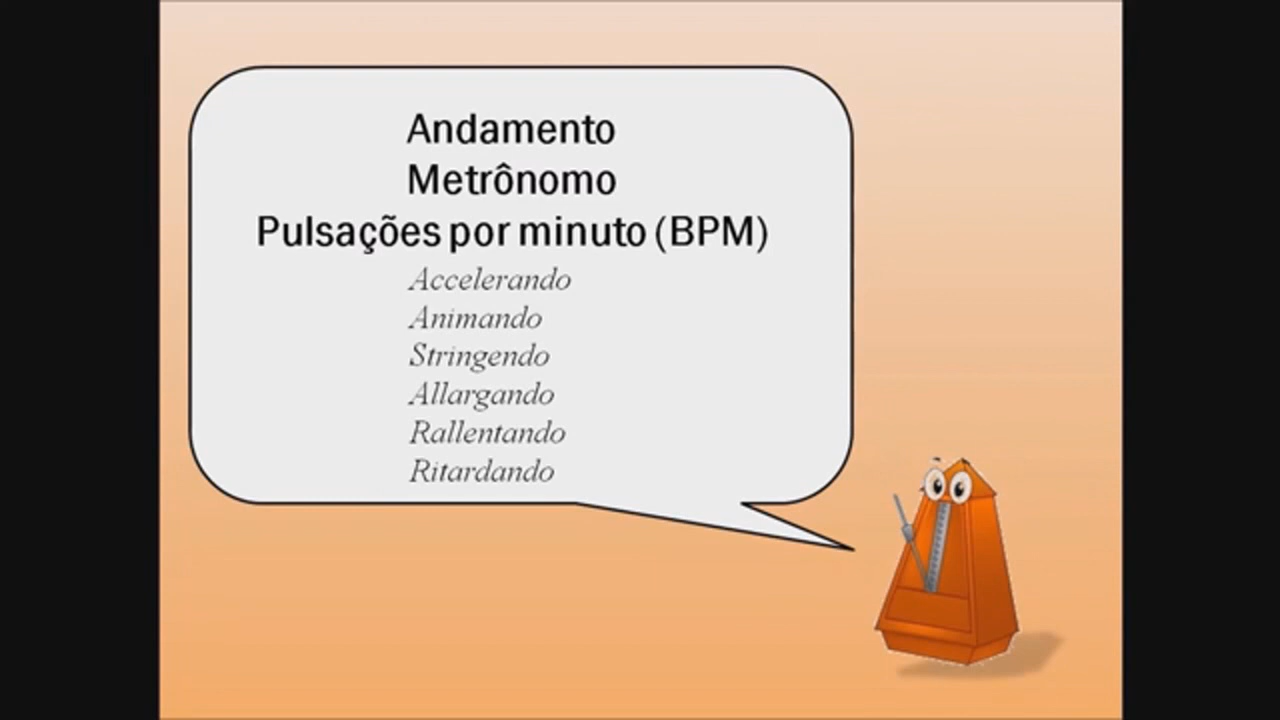 Andamento
Metrônomo
Pulsações por minuto (BPM)
Accelerando
Animando
Stringendo
Allargando
Rallentando
Ritardando